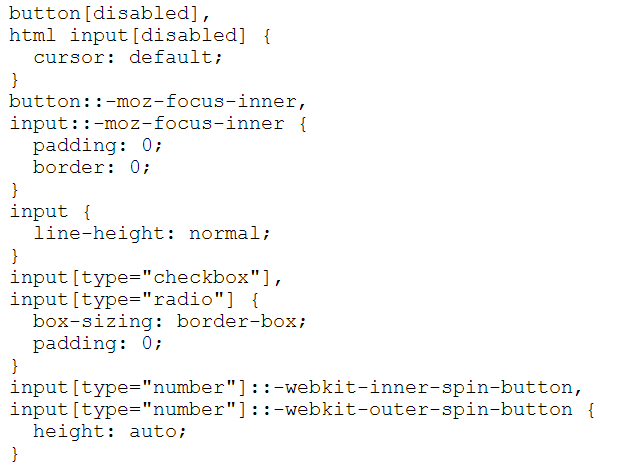 button[disabled],
html input[disabled] {
  cursor: default;
}
button::-moz-focus-inner,
input::-moz-focus-inner {
  padding: 0;
  border: 0;
}
input {
  line-height: normal;
}
input[type="checkbox"],
input[type="radio"] {
  box-sizing: border-box;
  padding: 0;
}
input[type="number"]::-webkit-inner-spin-button,
input[type="number"]::-webkit-outer-spin-button {
  height: auto;
}